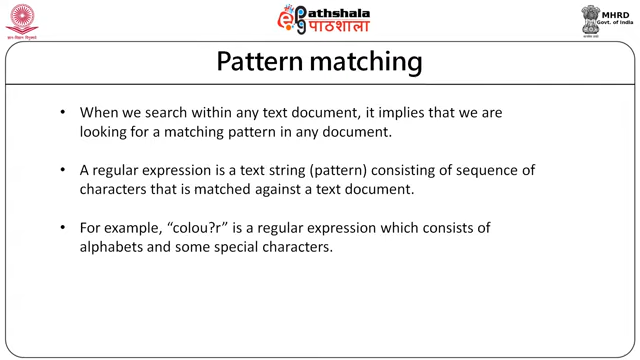 ePathshala
पाठशाला
MHRD
Govt. of India
Pattern matching
• When we search within any text document, it implies that we are
looking for a matching pattern in any document.
• A regular expression is a text string (pattern) consisting of sequence of
characters that is matched against a text document.
• For example, “colou?r” is a regular expression which consists of
alphabets and some special characters.